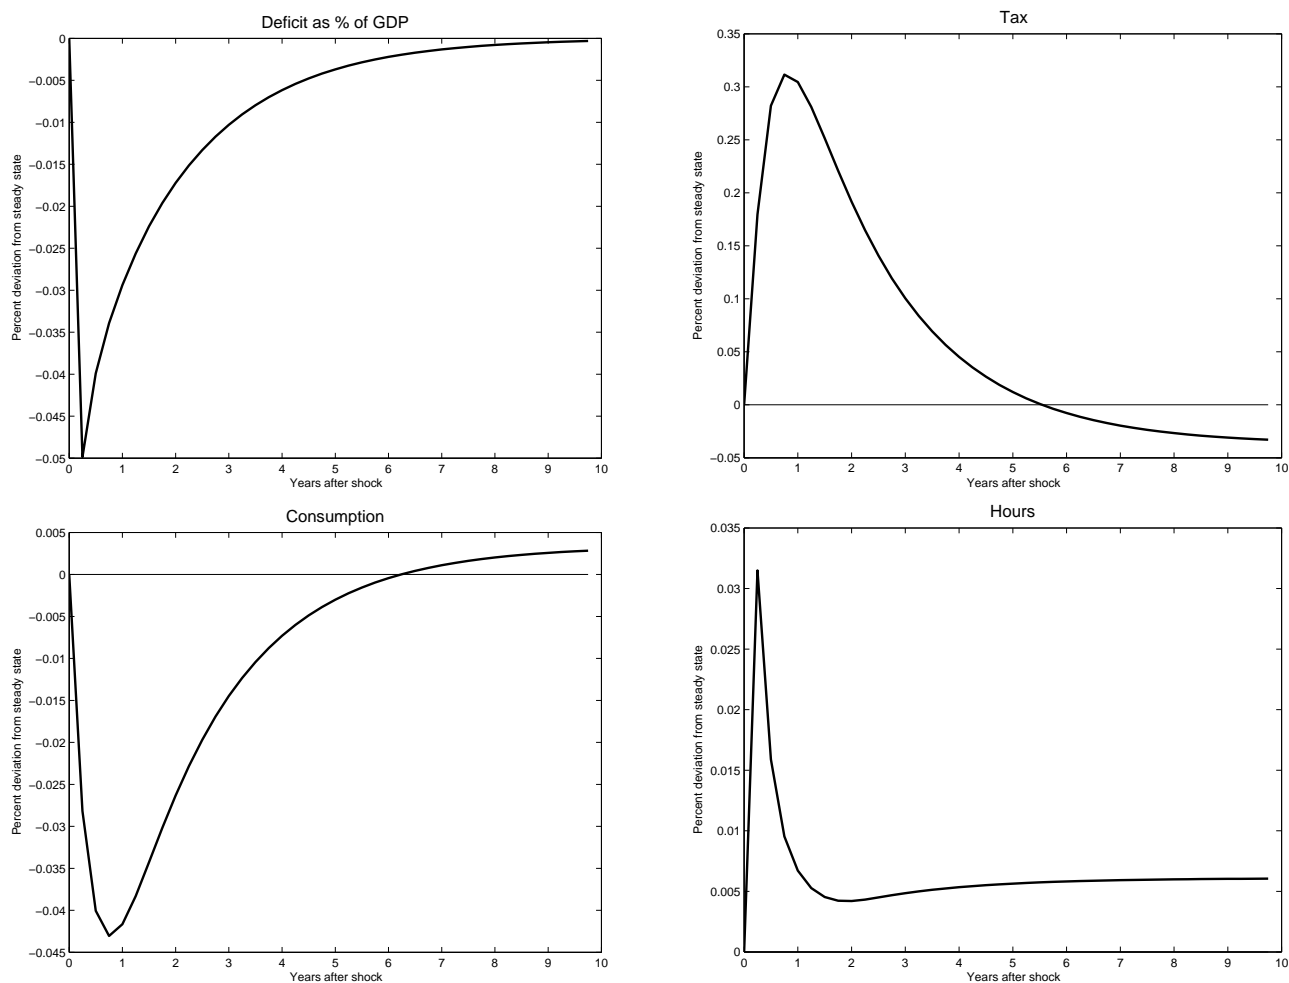 Deficit as % of GDP
0
−0.005
−0.01
−0.015
−0.02
−0.025
−0.03
−0.035
−0.04
−0.045
−0.05
Percent deviation from steady state
0 1 2 3 4 5 6 7 8 9 10
Years after shock
Tax
0.35
0.3
0.25
0.2
0.15
0.1
0.05
0
−0.05
Percent deviation from steady state
0 1 2 3 4 5 6 7 8 9 10
Years after shock
Consumption
0.005
0
−0.005
−0.01
−0.015
−0.02
−0.025
−0.03
−0.035
−0.04
−0.045
Percent deviation from steady state
0 1 2 3 4 5 6 7 8 9 10
Years after shock
Hours
0.035
0.03
0.025
0.02
0.015
0.01
0.005
0
Percent deviation from steady state
0 1 2 3 4 5 6 7 8 9 10
Years after shock